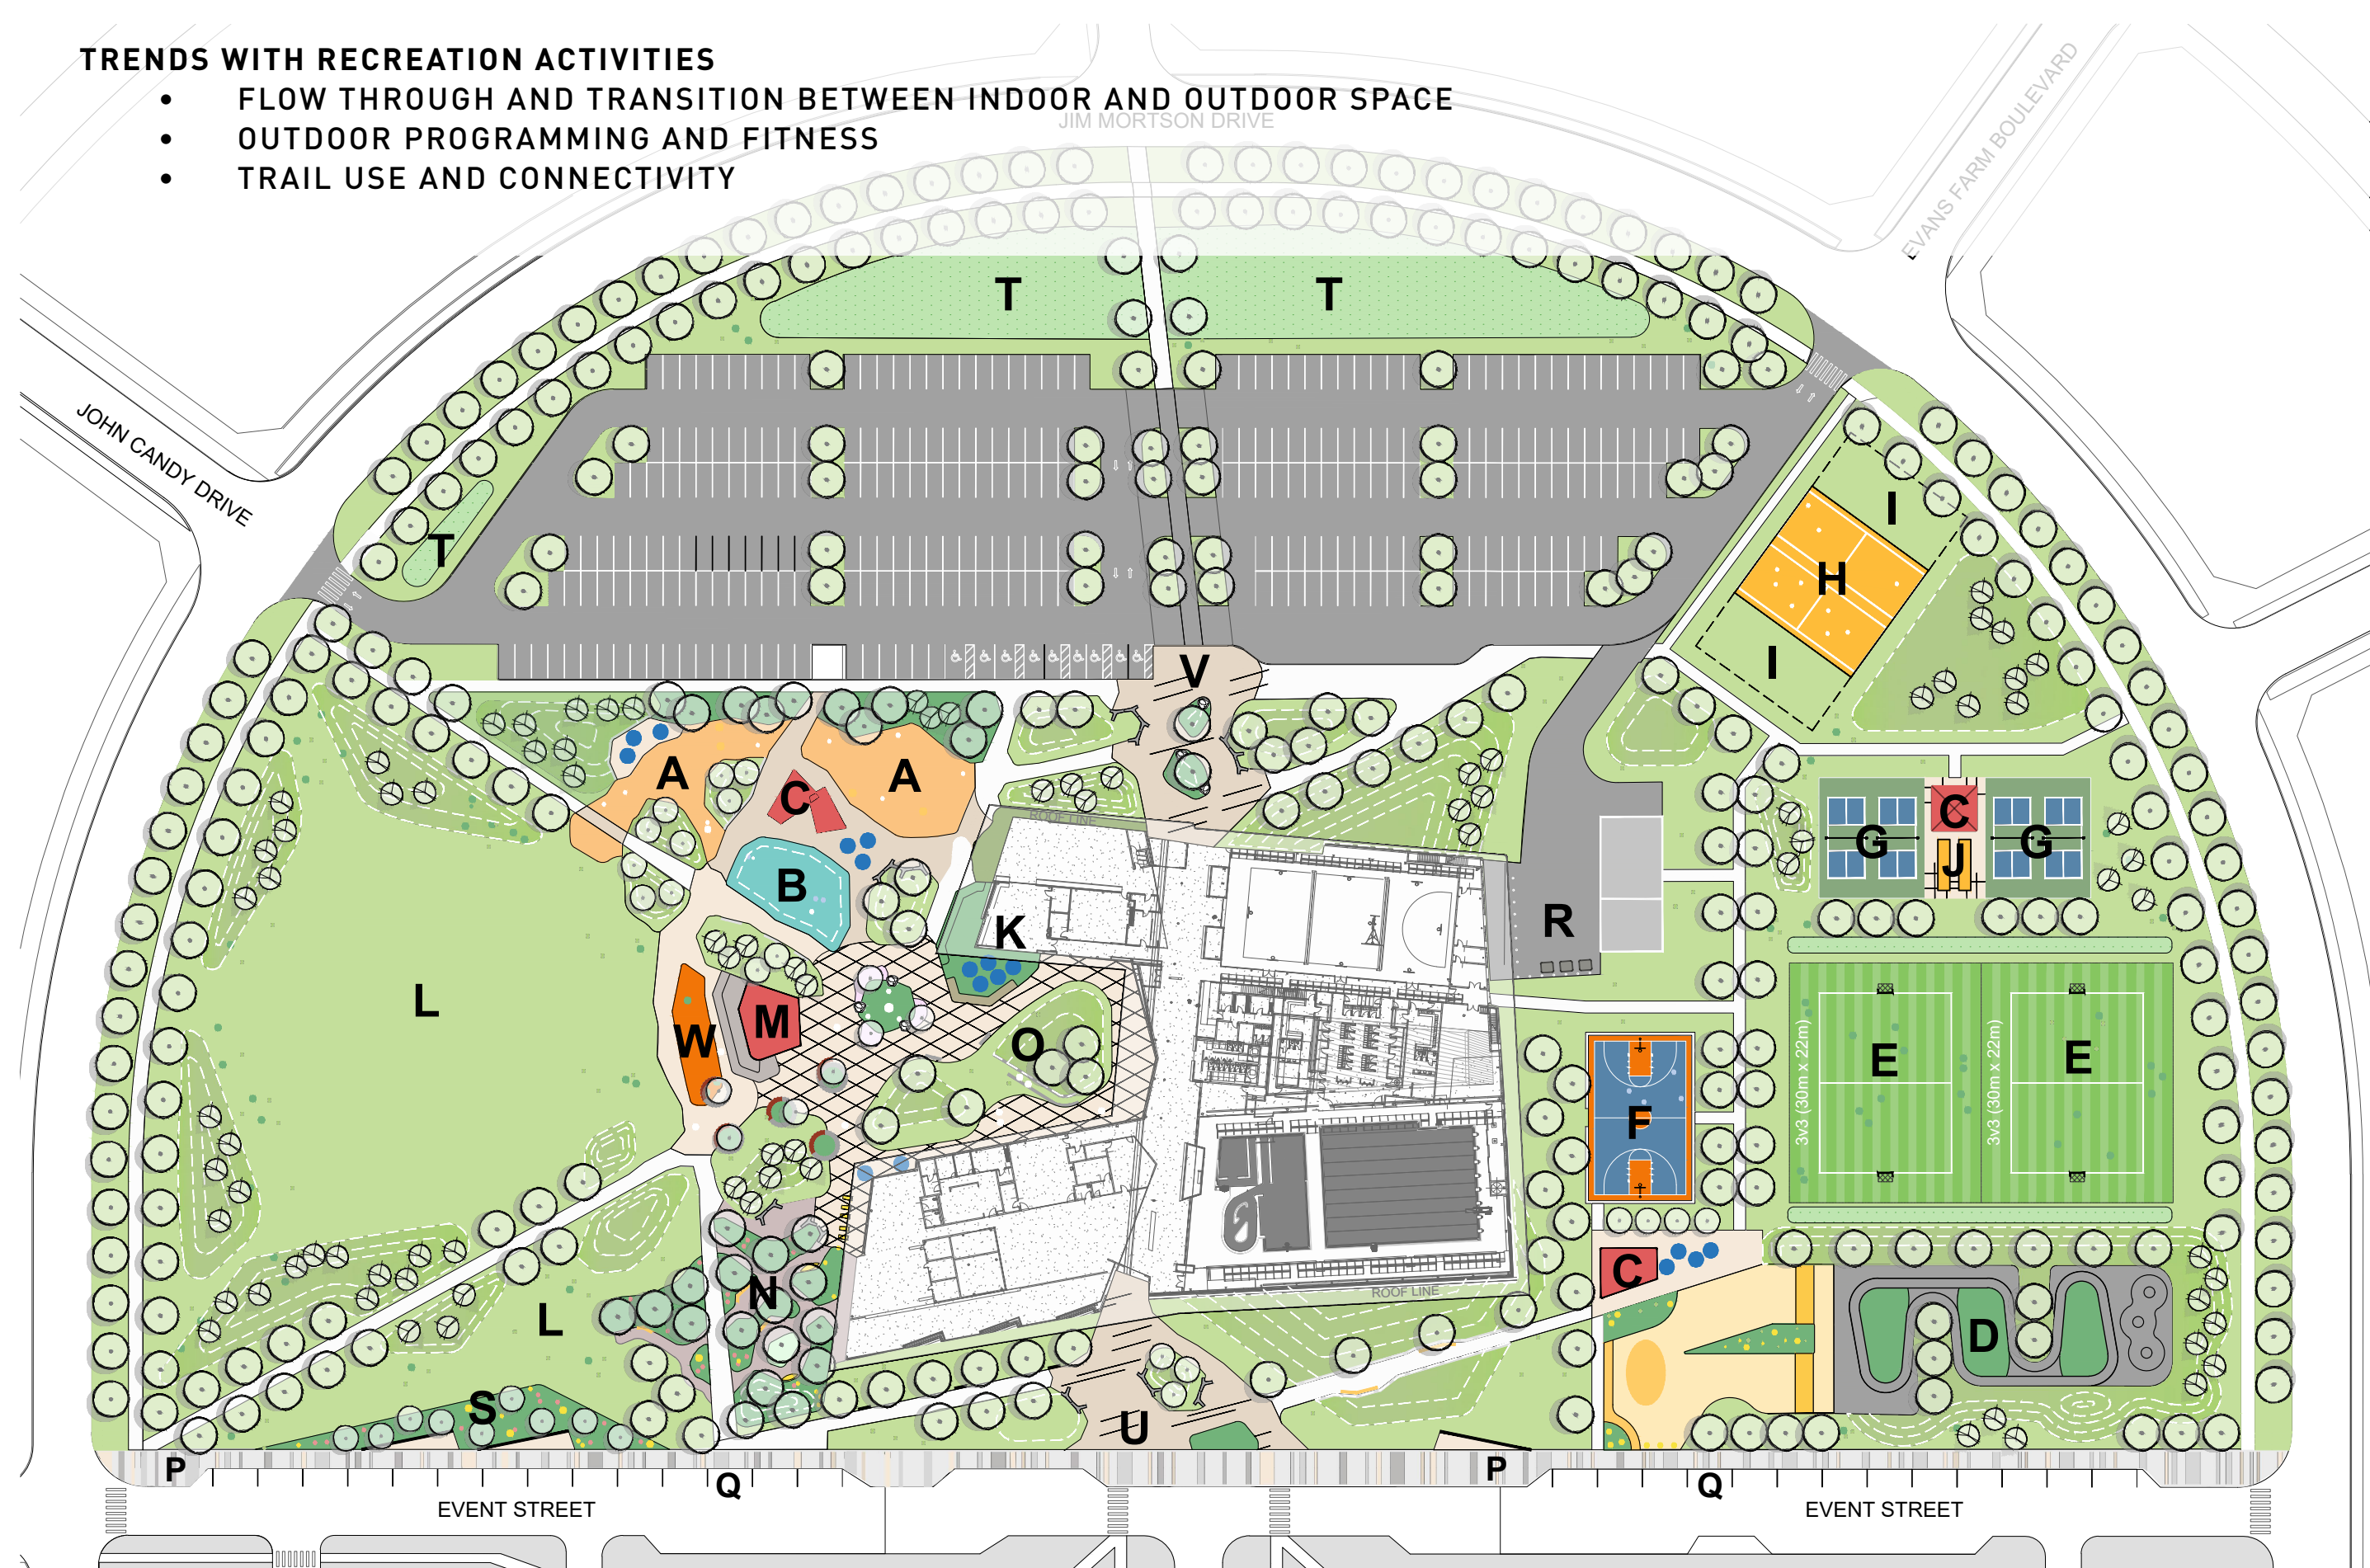 TRENDS WITH RECREATION ACTIVITIES
• FLOW THROUGH AND TRANSITION BETWEEN INDOOR AND OUTDOOR SPACE
JIM MORTSON DRIVE
• OUTDOOR PROGRAMMING AND FITNESS
• TRAIL USE AND CONNECTIVITY
EVANS FARM BOULEVARD
JOHN CANDY DRIVE
T
T
T
I
H
I
V
A
A
C
C
G
G
J
B
K
R
ROOF LINE
L
W
M
O
E
E
3v3 (30m x 22m)
3v3 (30m x 22m)
F
N
C
ROOF LINE
L
D
S
U
P
Q
P
Q
EVENT STREET
EVENT STREET